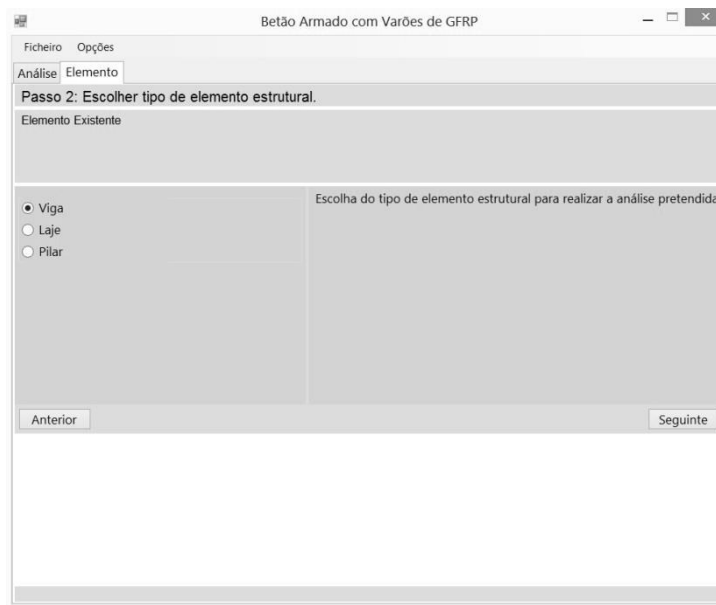 Betão Armado com Varões de GFRP
Ficheiro Opções
Análise Elemento
Passo 2: Escolher tipo de elemento estrutural.
Elemento Existente
Viga
Laje
Pilar
Escolha do tipo de elemento estrutural para realizar a análise pretendida
Anterior
Seguinte